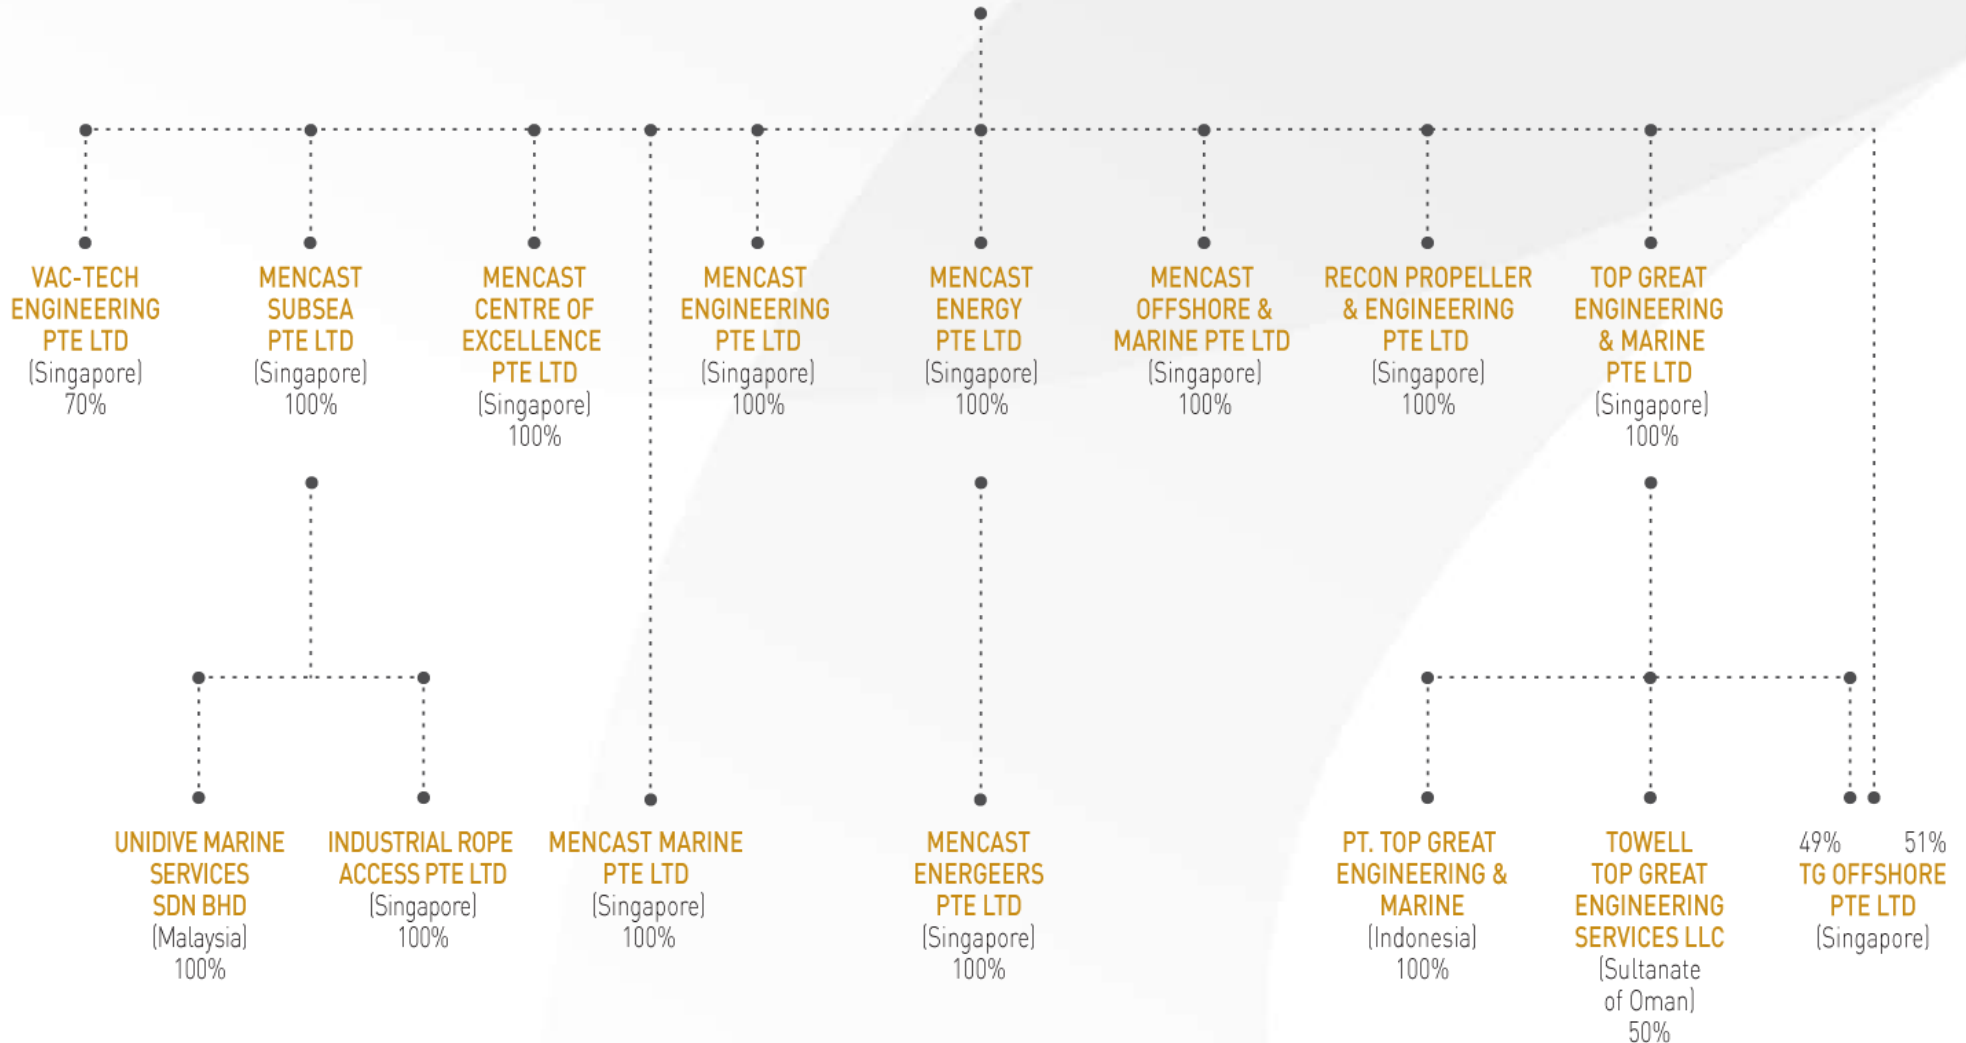 VAC-TECH
ENGINEERING
PTE LTD
(Singapore)
70%
MENCAST
SUBSEA
PTE LTD
(Singapore)
100%
MENCAST
CENTRE OF
EXCELLENCE
PTE LTD
(Singapore)
100%
MENCAST
ENGINEERING
PTE LTD
(Singapore)
100%
MENCAST
ENERGY
PTE LTD
(Singapore)
100%
MENCAST
OFFSHORE &
MARINE PTE LTD
(Singapore)
100%
RECON PROPELLER
& ENGINEERING
PTE LTD
(Singapore)
100%
TOP GREAT
ENGINEERING
& MARINE
PTE LTD
(Singapore)
100%
UNIDIVE MARINE
SERVICES
SDN BHD
(Malaysia)
100%
INDUSTRIAL ROPE
ACCESS PTE LTD
(Singapore)
100%
MENCAST MARINE
PTE LTD
(Singapore)
100%
MENCAST
ENERGEERS
PTE LTD
(Singapore)
100%
PT. TOP GREAT
ENGINEERING &
MARINE
(Indonesia)
100%
TOWELL
TOP GREAT
ENGINEERING
SERVICES LLC
(Sultanate
of Oman)
50%
49% 51%
TG OFFSHORE
PTE LTD
(Singapore)